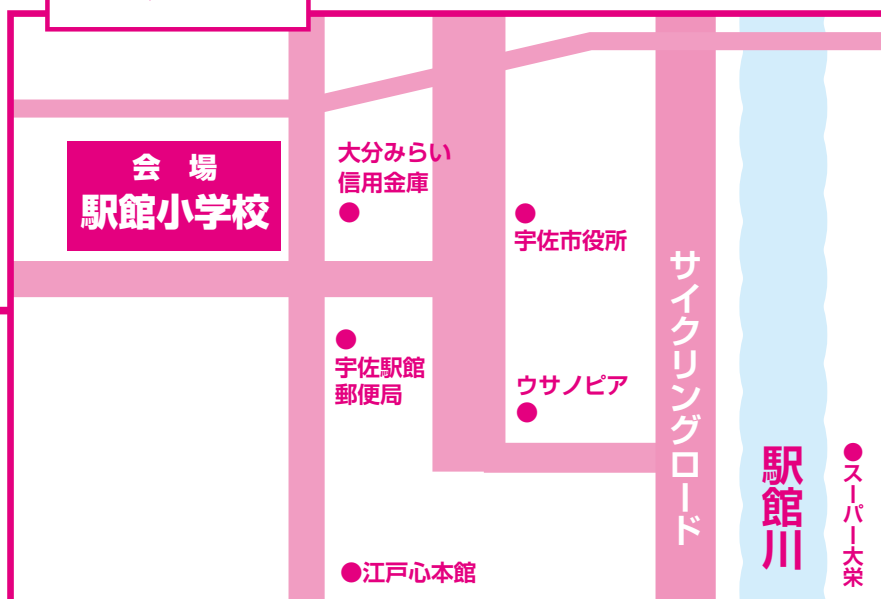 会 場
駅館小学校
大分みらい
信用金庫
宇佐市役所
サイクリングロード
宇佐駅館
郵便局
ウサノピア
駅館川
スーパー大栄
江戸心本館